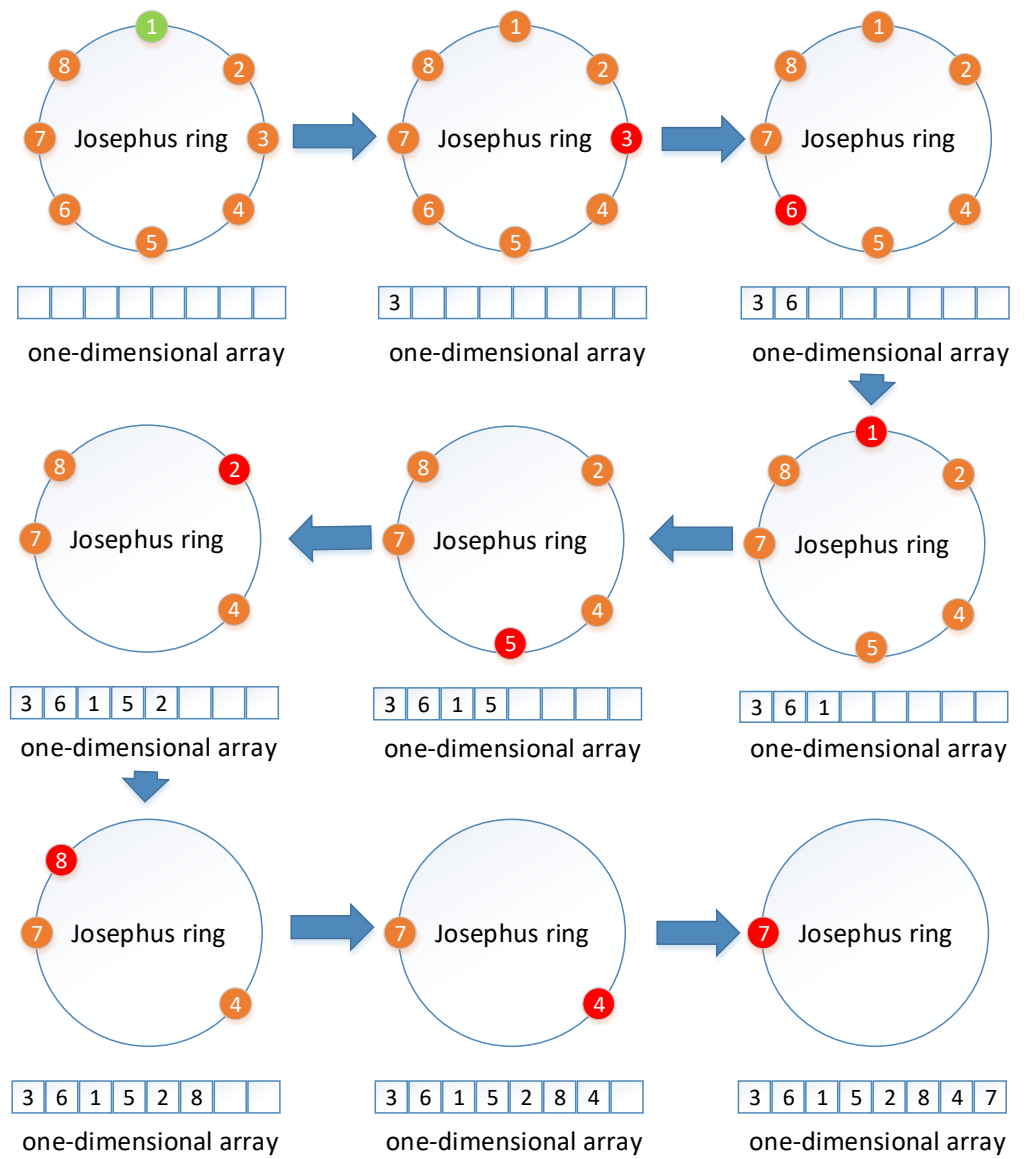 1
8 2
7 Josephus ring 3
6 4
5
one-dimensional array
1
8 2
7 Josephus ring 3
6 4
5
3
one-dimensional array
1
8 2
7 Josephus ring
6 4
5
3 6
one-dimensional array
1
8 2
7 Josephus ring
4
5
3 6 1
one-dimensional array
8 2
7 Josephus ring
4
5
3 6 1 5
one-dimensional array
8 2
7 Josephus ring
4
3 6 1 5 2
one-dimensional array
8
7 Josephus ring
4
3 6 1 5 2 8
one-dimensional array
7 Josephus ring
4
3 6 1 5 2 8 4
one-dimensional array
7 Josephus ring
3 6 1 5 2 8 4 7
one-dimensional array